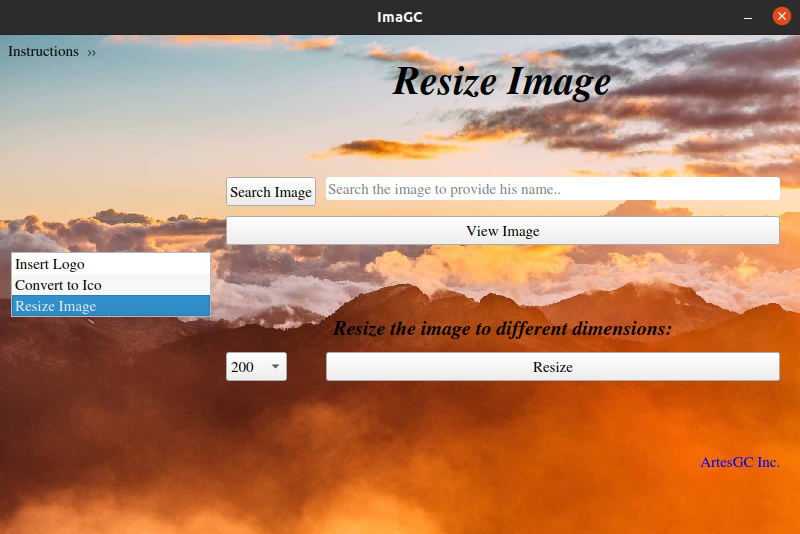 ImaGC
Instructions ››
Resize Image
Search Image
Search the image to provide his name..
View Image
Insert Logo
Convert to Ico
Resize Image
Resize the image to different dimensions:
200
Resize
ArtesGC Inc.